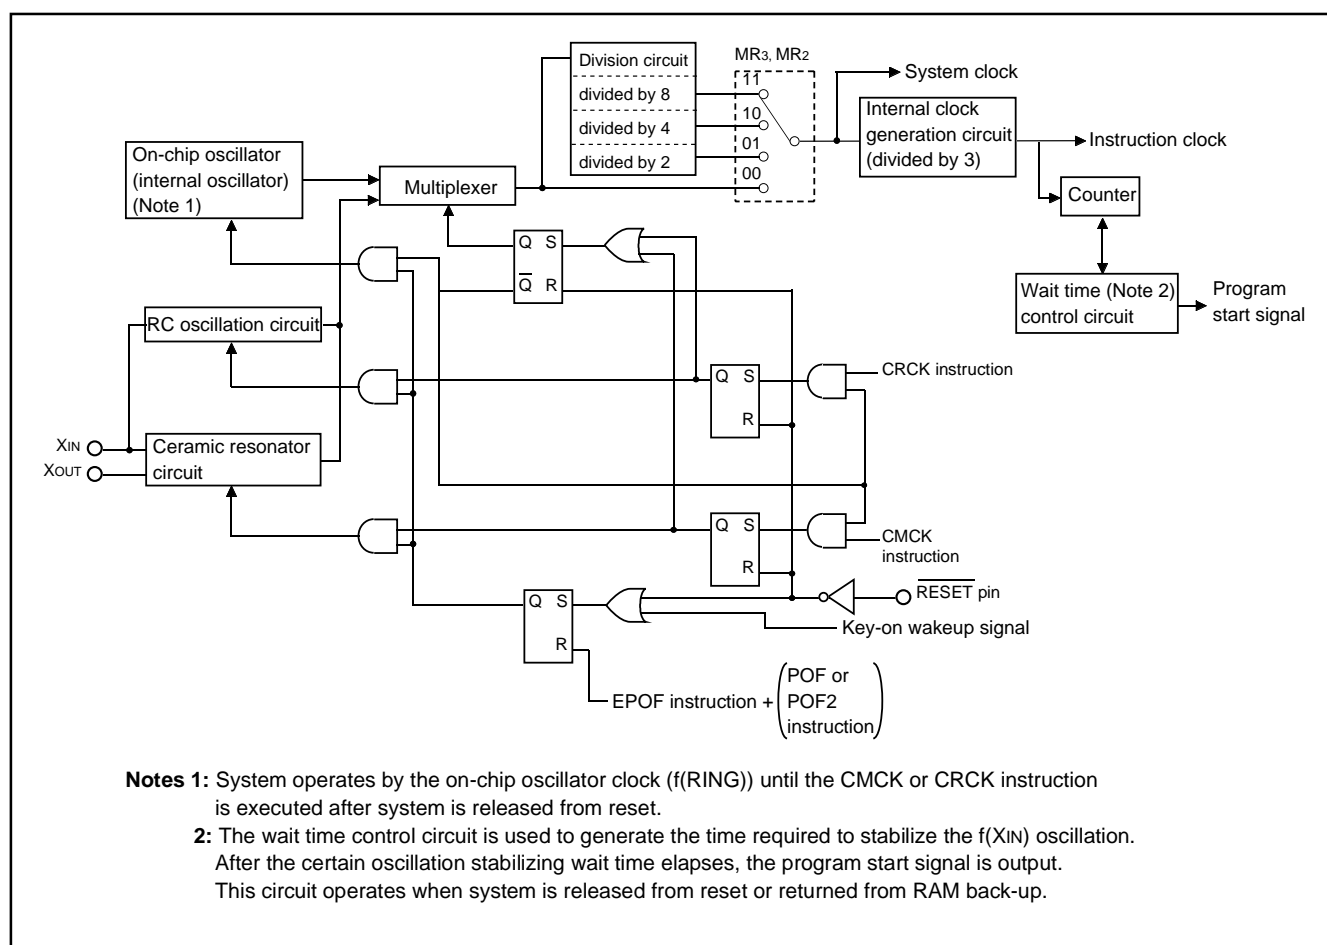 Division circuit
divided by 8
divided by 4
divided by 2
MR3, MR2
11
10
01
00
System clock
Internal clock
generation circuit
(divided by 3)
Instruction clock
On-chip oscillator
(internal oscillator)
(Note 1)
Multiplexer
Counter
Q S
Q R
Wait time (Note 2)
control circuit
Program
start signal
RC oscillation circuit
Q S
R
CRCK instruction
XIN
XOUT
Ceramic resonator
circuit
Q S
R
CMCK
instruction
Q S
R
RESET pin
Key-on wakeup signal
EPOF instruction + (POF or
POF2
instruction)
Notes 1: System operates by the on-chip oscillator clock (f(RING)) until the CMCK or CRCK instruction
is executed after system is released from reset.
2: The wait time control circuit is used to generate the time required to stabilize the f(XIN) oscillation.
After the certain oscillation stabilizing wait time elapses, the program start signal is output.
This circuit operates when system is released from reset or returned from RAM back-up.